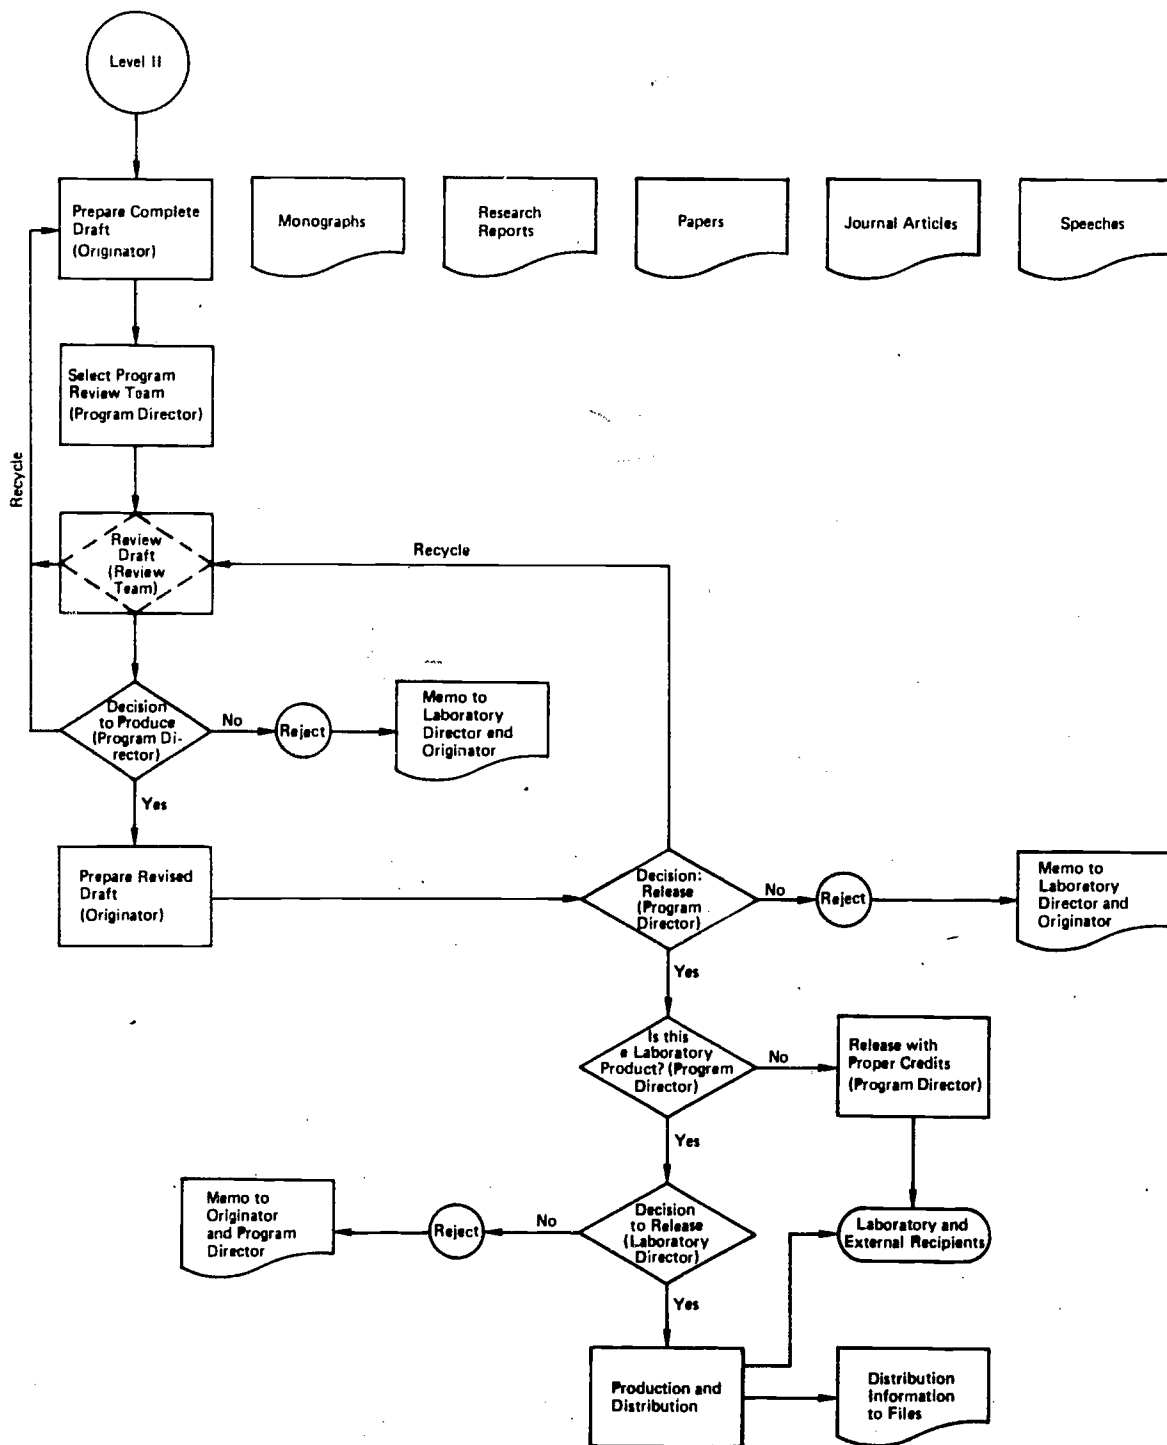 Level II
Prepare Complete
Draft
(Originator)
Monographs
Research
Reports
Papers
Journal Articles
Speeches
Select Program
Review Team
(Program Director)
Recycle
Review
Draft
(Review
Team)
Recycle
Decision
to Produce
(Program Di-
rector)
No
Reject
Memo to
Laboratory
Director and
Originator
Yes
Prepare Revised
Draft
(Originator)
Decision:
Release
(Program
Director)
No
Reject
Memo to
Laboratory
Director and
Originator
Yes
Is this
a Laboratory
Product? (Program
Director)
No
Release with
Proper Credits
(Program Director)
Yes
Memo to
Originator
and Program
Director
Reject
No
Decision
to Release
(Laboratory
Director)
Laboratory and
External Recipients
Yes
Production and
Distribution
Distribution
Information
to Files